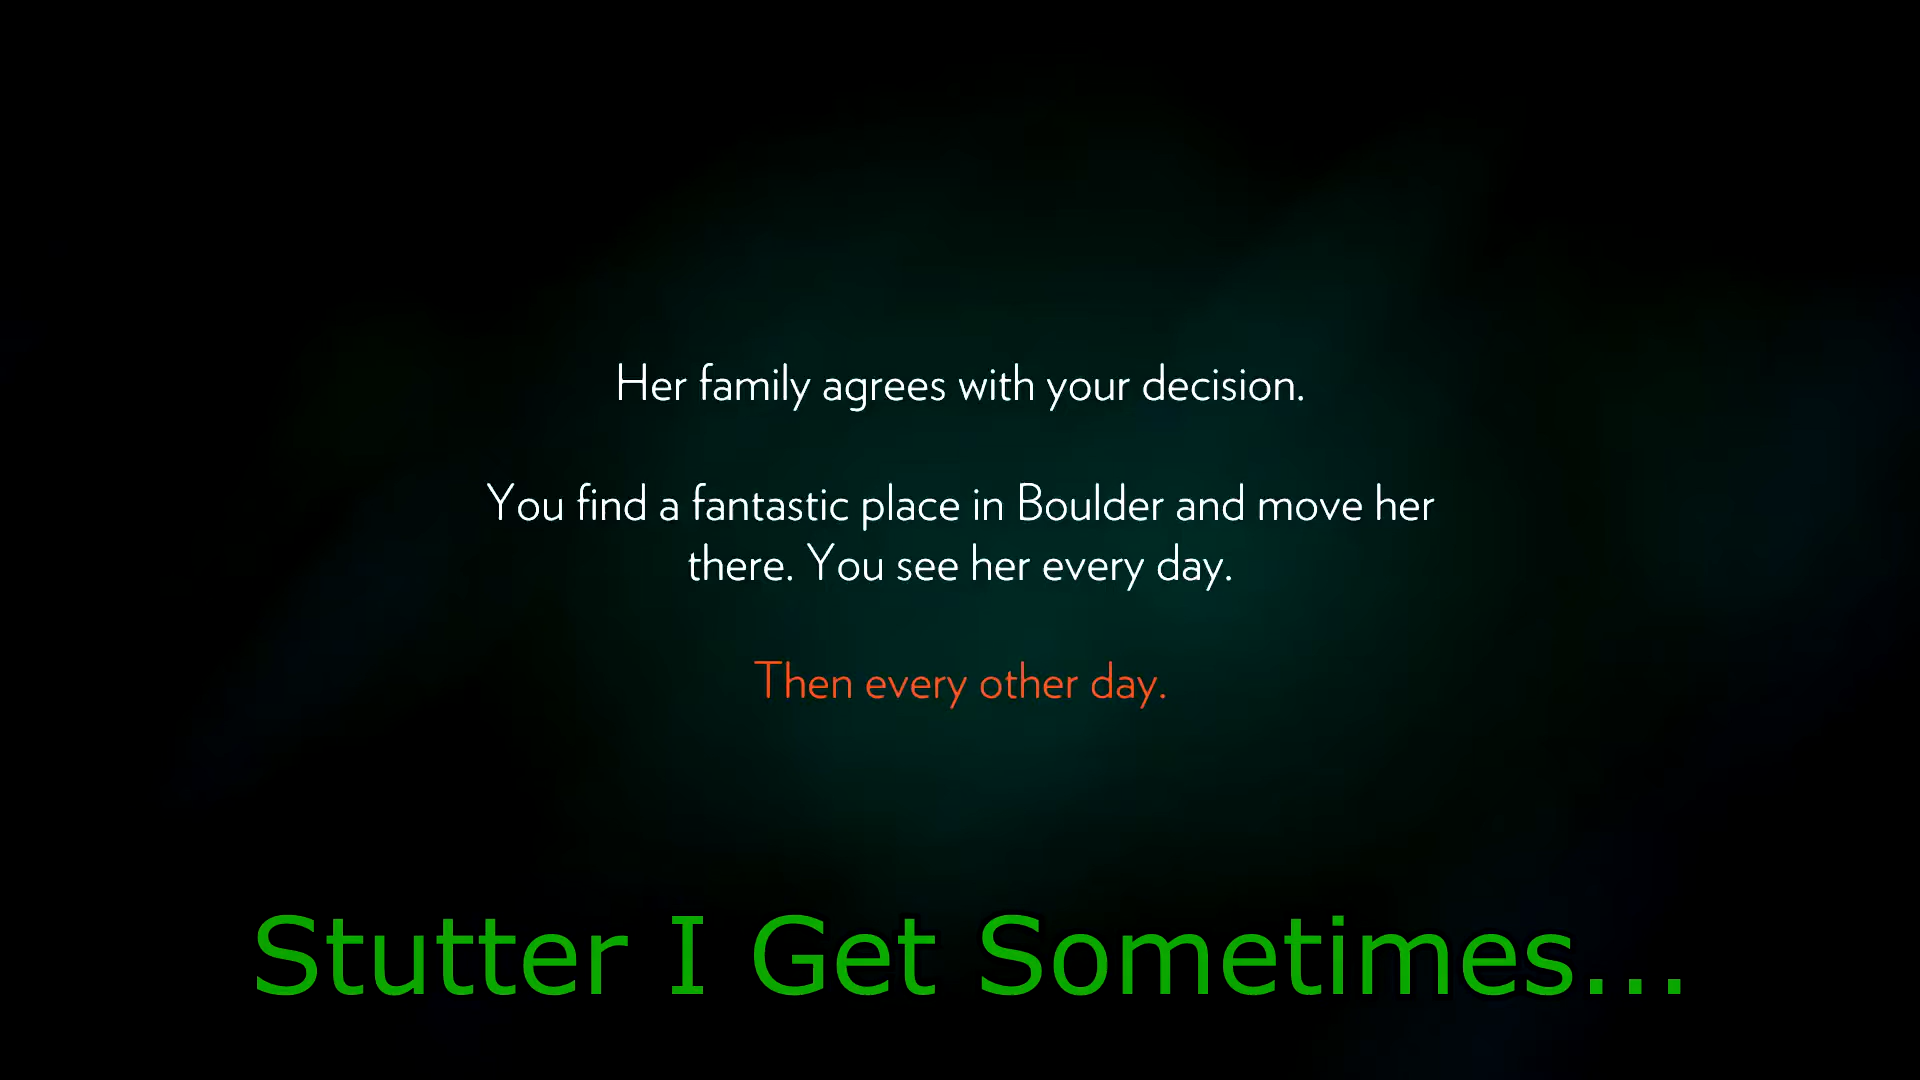 Her family agrees with your decision.
You find a fantastic place in Boulder and move her
there. You see her every day.
Then every other day.
Stutter I Get Sometimes...